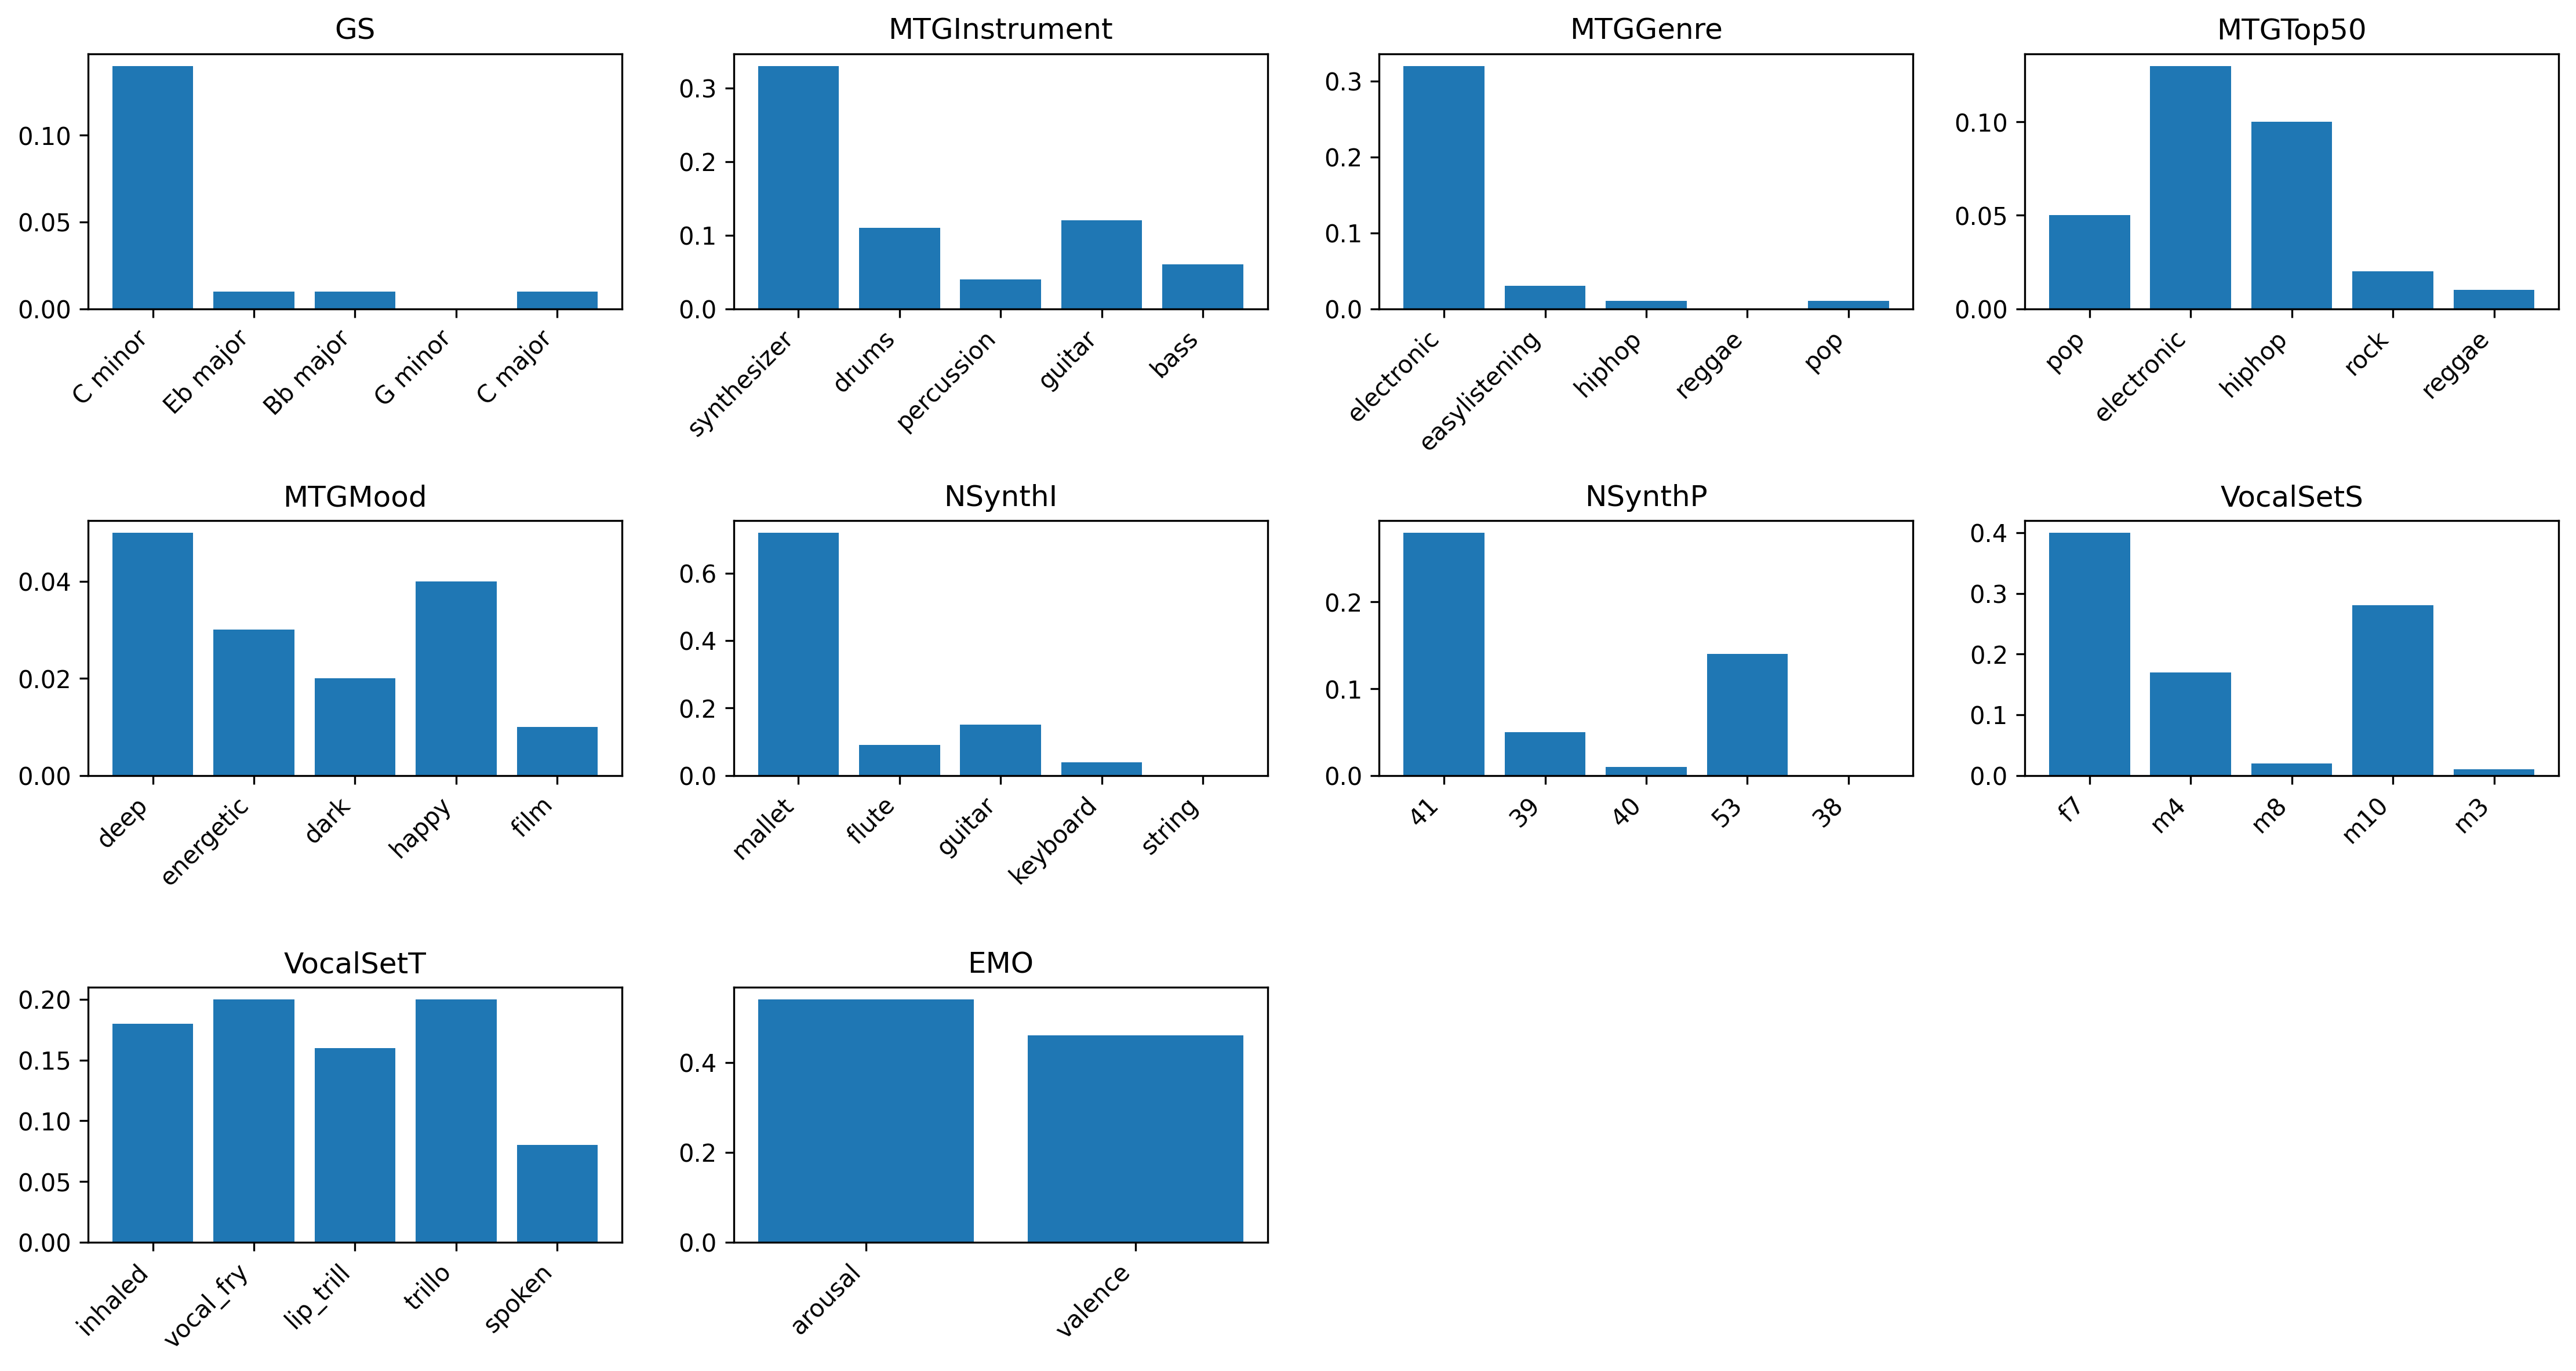 GS
0.10
0.05
0.00
C minor
Eb major
Bb major
G minor
C major
MTGInstrument
0.3
0.2
0.1
0.0
synthesizer
drums
percussion
guitar
bass
MTGGenre
0.3
0.2
0.1
0.0
electronic
easylistening
hiphop
reggae
pop
MTGTop50
0.10
0.05
0.00
pop
electronic
hiphop
rock
reggae
MTGMood
0.04
0.02
0.00
deep
energetic
dark
happy
film
NSynthI
0.6
0.4
0.2
0.0
mallet
flute
guitar
keyboard
string
NSynthP
0.2
0.1
0.0
41
39
40
53
38
VocalSetS
0.4
0.3
0.2
0.1
0.0
f7
m4
m8
m10
m3
VocalSetT
0.20
0.15
0.10
0.05
0.00
inhaled
vocal_fry
lip_trill
trillo
spoken
EMO
0.4
0.2
0.0
arousal
valence